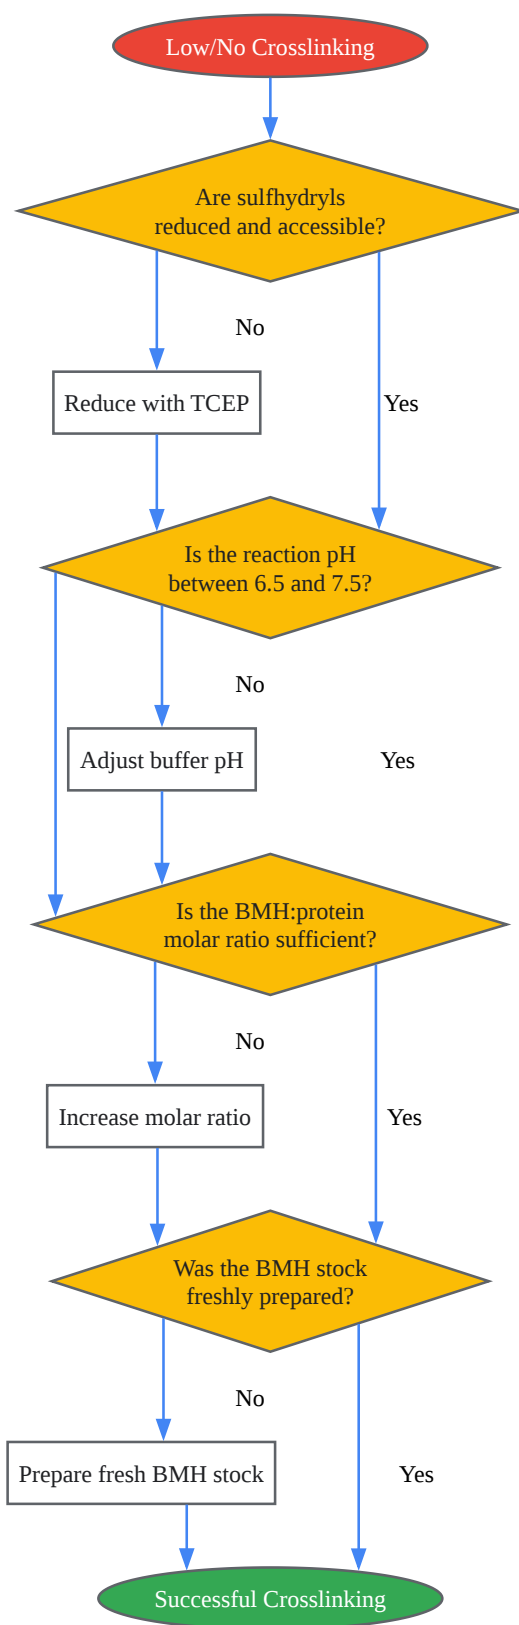 Low/No Crosslinking
Are sulfhydryls
reduced and accessible?
No
Reduce with TCEP
Yes
Is the reaction pH
between 6.5 and 7.5?
No
Adjust buffer pH
Yes
Is the BMH:protein
molar ratio sufficient?
No
Increase molar ratio
Yes
Was the BMH stock
freshly prepared?
No
Prepare fresh BMH stock
Yes
Successful Crosslinking